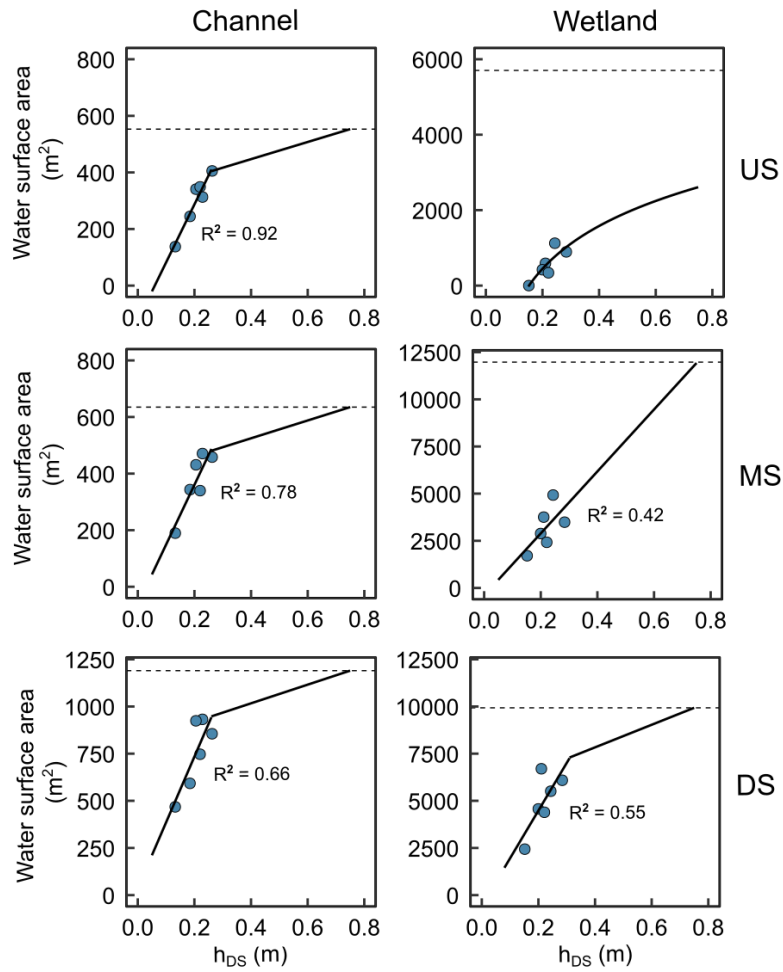 Channel
Wetland
Water surface area
(m²)
800
600
400
200
0
0.0 0.2 0.4 0.6 0.8
R² = 0.92
6000
4000
2000
0
0.0 0.2 0.4 0.6 0.8
US
Water surface area
(m²)
800
600
400
200
0
0.0 0.2 0.4 0.6 0.8
R² = 0.78
12500
10000
7500
5000
2500
0
0.0 0.2 0.4 0.6 0.8
R² = 0.42
MS
Water surface area
(m²)
1250
1000
750
500
250
0
0.0 0.2 0.4 0.6 0.8
R² = 0.66
h_DS (m)
12500
10000
7500
5000
2500
0
0.0 0.2 0.4 0.6 0.8
R² = 0.55
h_DS (m)
DS